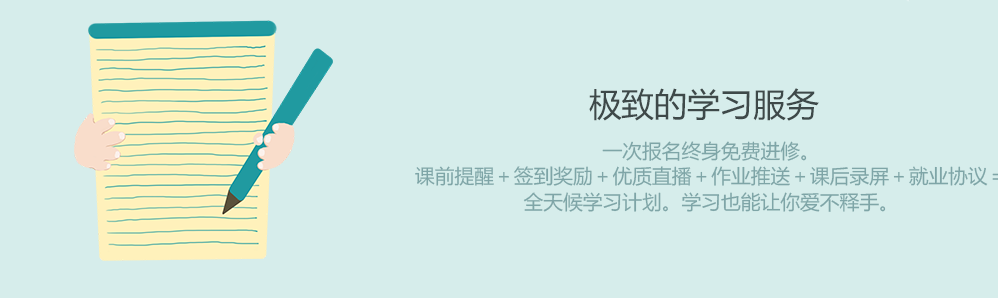 极致的学习服务
一次报名终身免费进修。
课前提醒 + 签到奖励 + 优质直播 + 作业推送 + 课后录屏 + 就业协议 =
全天候学习计划。学习也能让你爱不释手。